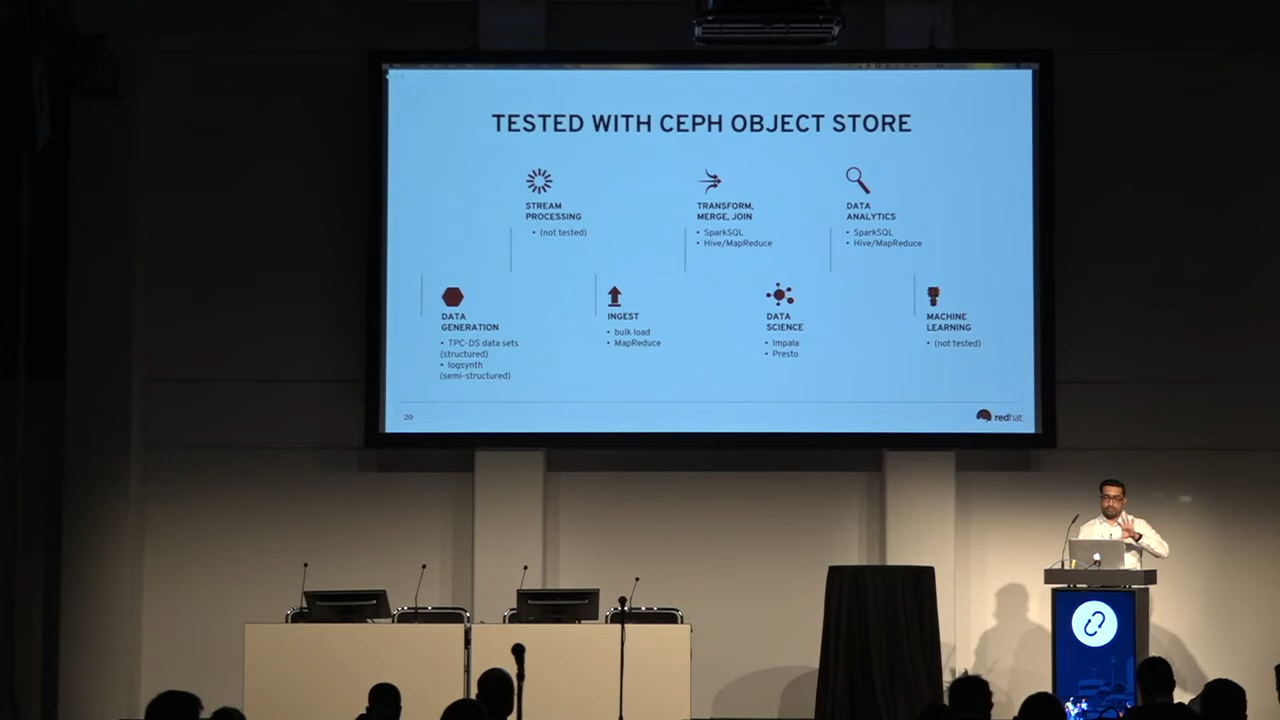 TESTED WITH CEPH OBJECT STORE
STREAM
PROCESSING
• (not tested)
TRANSFORM,
MERGE, JOIN
• SparkSQL
• Hive/MapReduce
DATA
ANALYTICS
• SparkSQL
• Hive/MapReduce
DATA
GENERATION
• TPC-DS data sets
(structured)
• logsynth
(semi-structured)
INGEST
• bulk load
• MapReduce
DATA
SCIENCE
• Impala
• Presto
MACHINE
LEARNING
• (not tested)
20
redhat